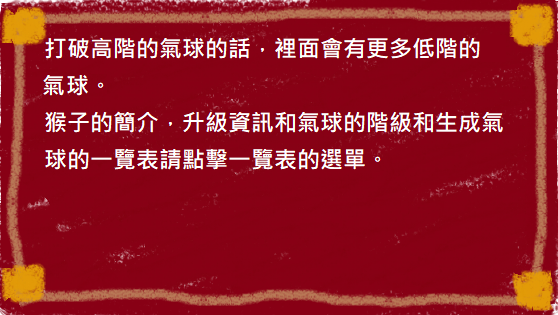 打破高階的氣球的話，裡面會有更多低階的
氣球。
猴子的簡介，升級資訊和氣球的階級和生成氣
球的一覽表請點擊一覽表的選單。